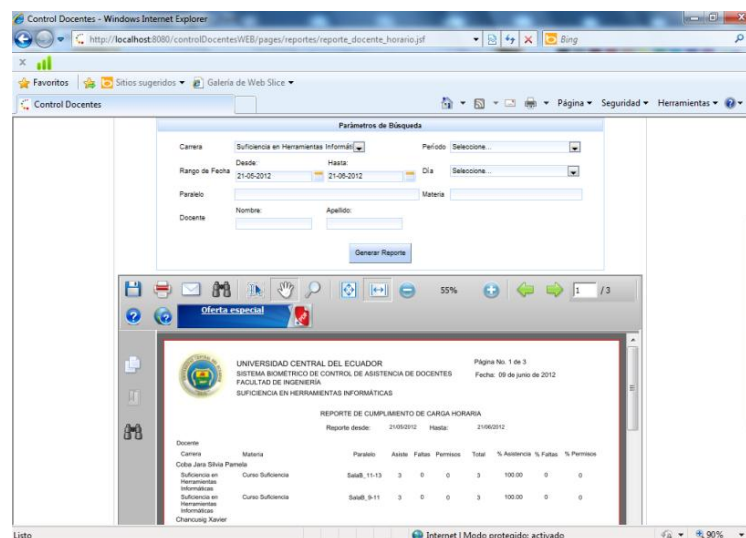 Control Docentes - Windows Internet Explorer
http://localhost:8080/controlDocentesWEB/pages/reportes/reporte_docente_horario.jsf
Bing
Favoritos Sitios sugeridos Galería de Web Slice
Control Docentes Página Seguridad Herramientas
Parámetros de Búsqueda
Carrera Suficiencia en Herramientas Informáti Período Seleccione...
Desde: Hasta:
Rango de Fecha 21-05-2012 21-06-2012 Día Seleccione...
Paralelo Materia
Nombre: Apellido:
Docente
Generar Reporte
55% 1 / 3
Oferta especial
UNIVERSIDAD CENTRAL DEL ECUADOR Página No. 1 de 3
SISTEMA BIOMÉTRICO DE CONTROL DE ASISTENCIA DE DOCENTES Fecha: 09 de junio de 2012
FACULTAD DE INGENIERÍA
SUFICIENCIA EN HERRAMIENTAS INFORMÁTICAS
REPORTE DE CUMPLIMIENTO DE CARGA HORARIA
Reporte desde: 21/05/2012 Hasta: 21/06/2012
Docente
Carrera Materia Paralelo Asiste Faltas Permisos Total % Asistencia % Faltas % Permisos
Coba Jara Silvia Pamela
Suficiencia en Herramientas Informáticas Curso Suficiencia SalaB_11-13 3 0 0 3 100.00 0 0
Suficiencia en Herramientas Informáticas Curso Suficiencia SalaB_9-11 3 0 0 3 100.00 0 0
Chancusig Xavier
Listo Internet | Modo protegido: activado 90%